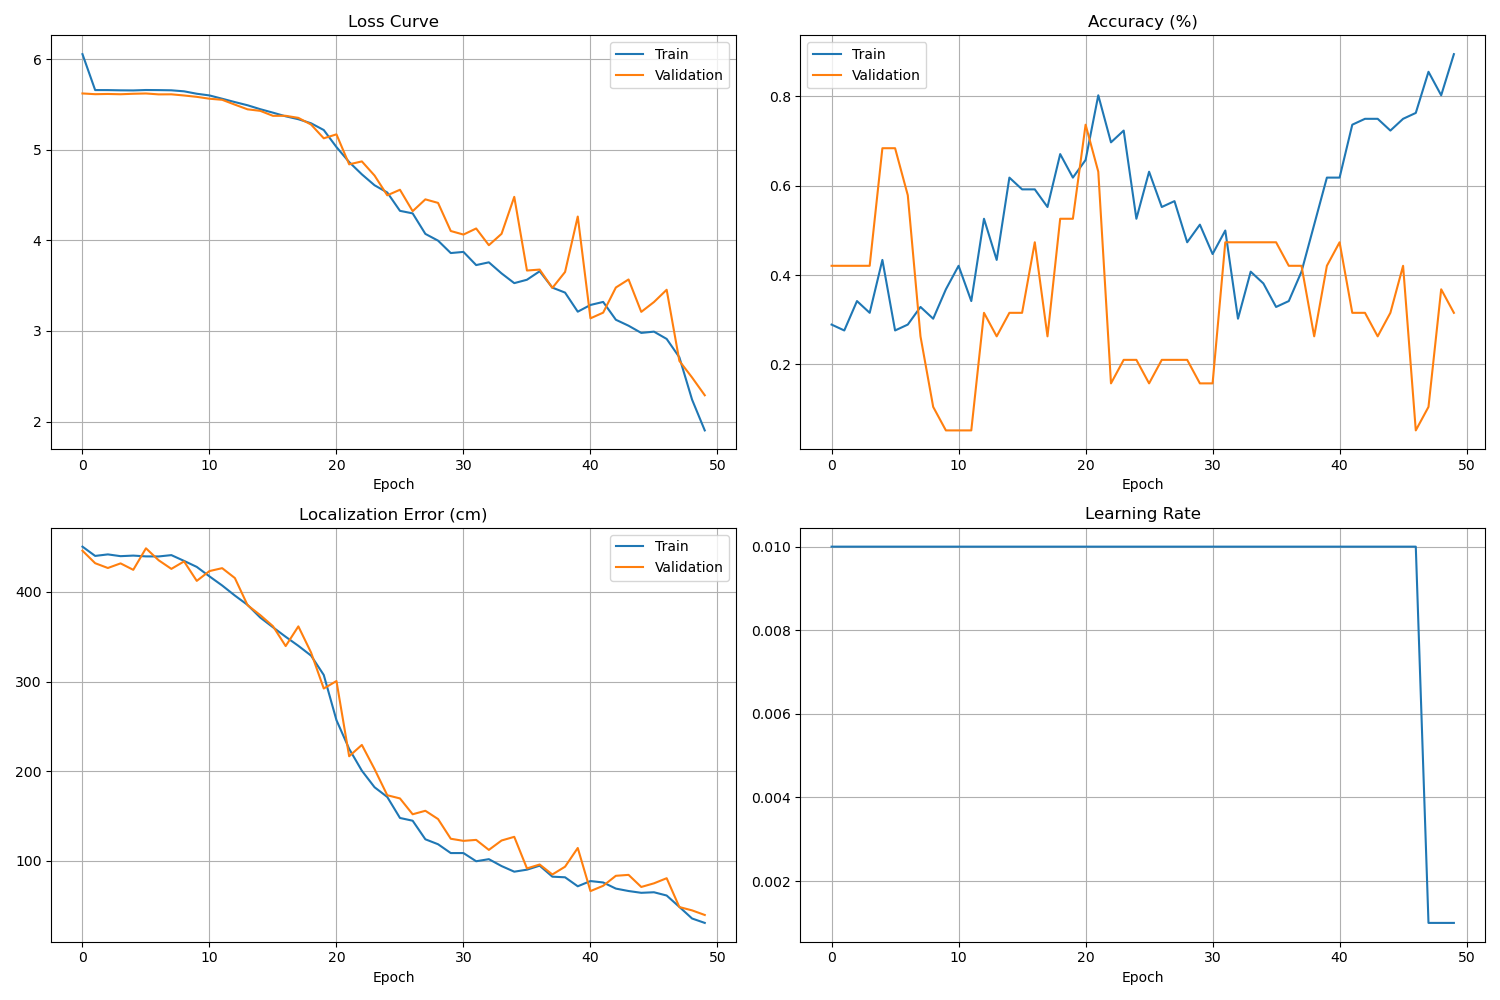 Loss Curve
6
5
4
3
2
Train
Validation
0 10 20 30 40 50
Epoch
Accuracy (%)
0.8
0.6
0.4
0.2
Train
Validation
0 10 20 30 40 50
Epoch
Localization Error (cm)
400
300
200
100
Train
Validation
0 10 20 30 40 50
Epoch
Learning Rate
0.010
0.008
0.006
0.004
0.002
0 10 20 30 40 50
Epoch